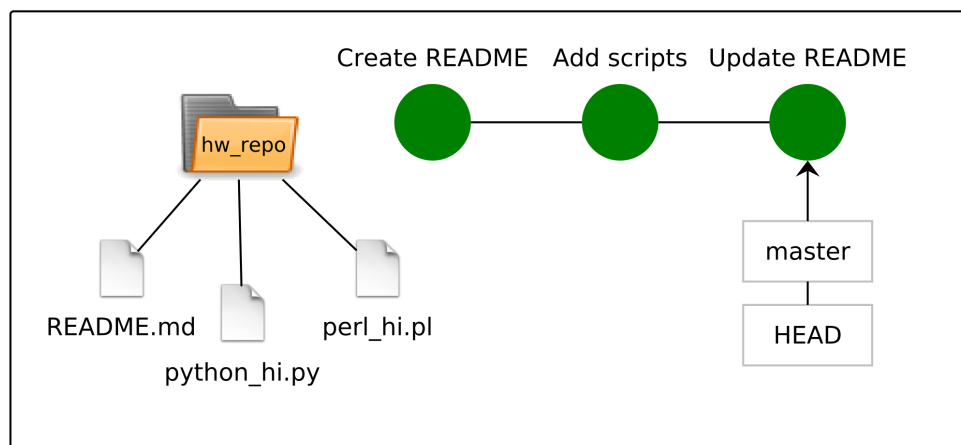 Create README Add scripts Update README
hw_repo
master
README.md
perl_hi.pl
HEAD
python_hi.py